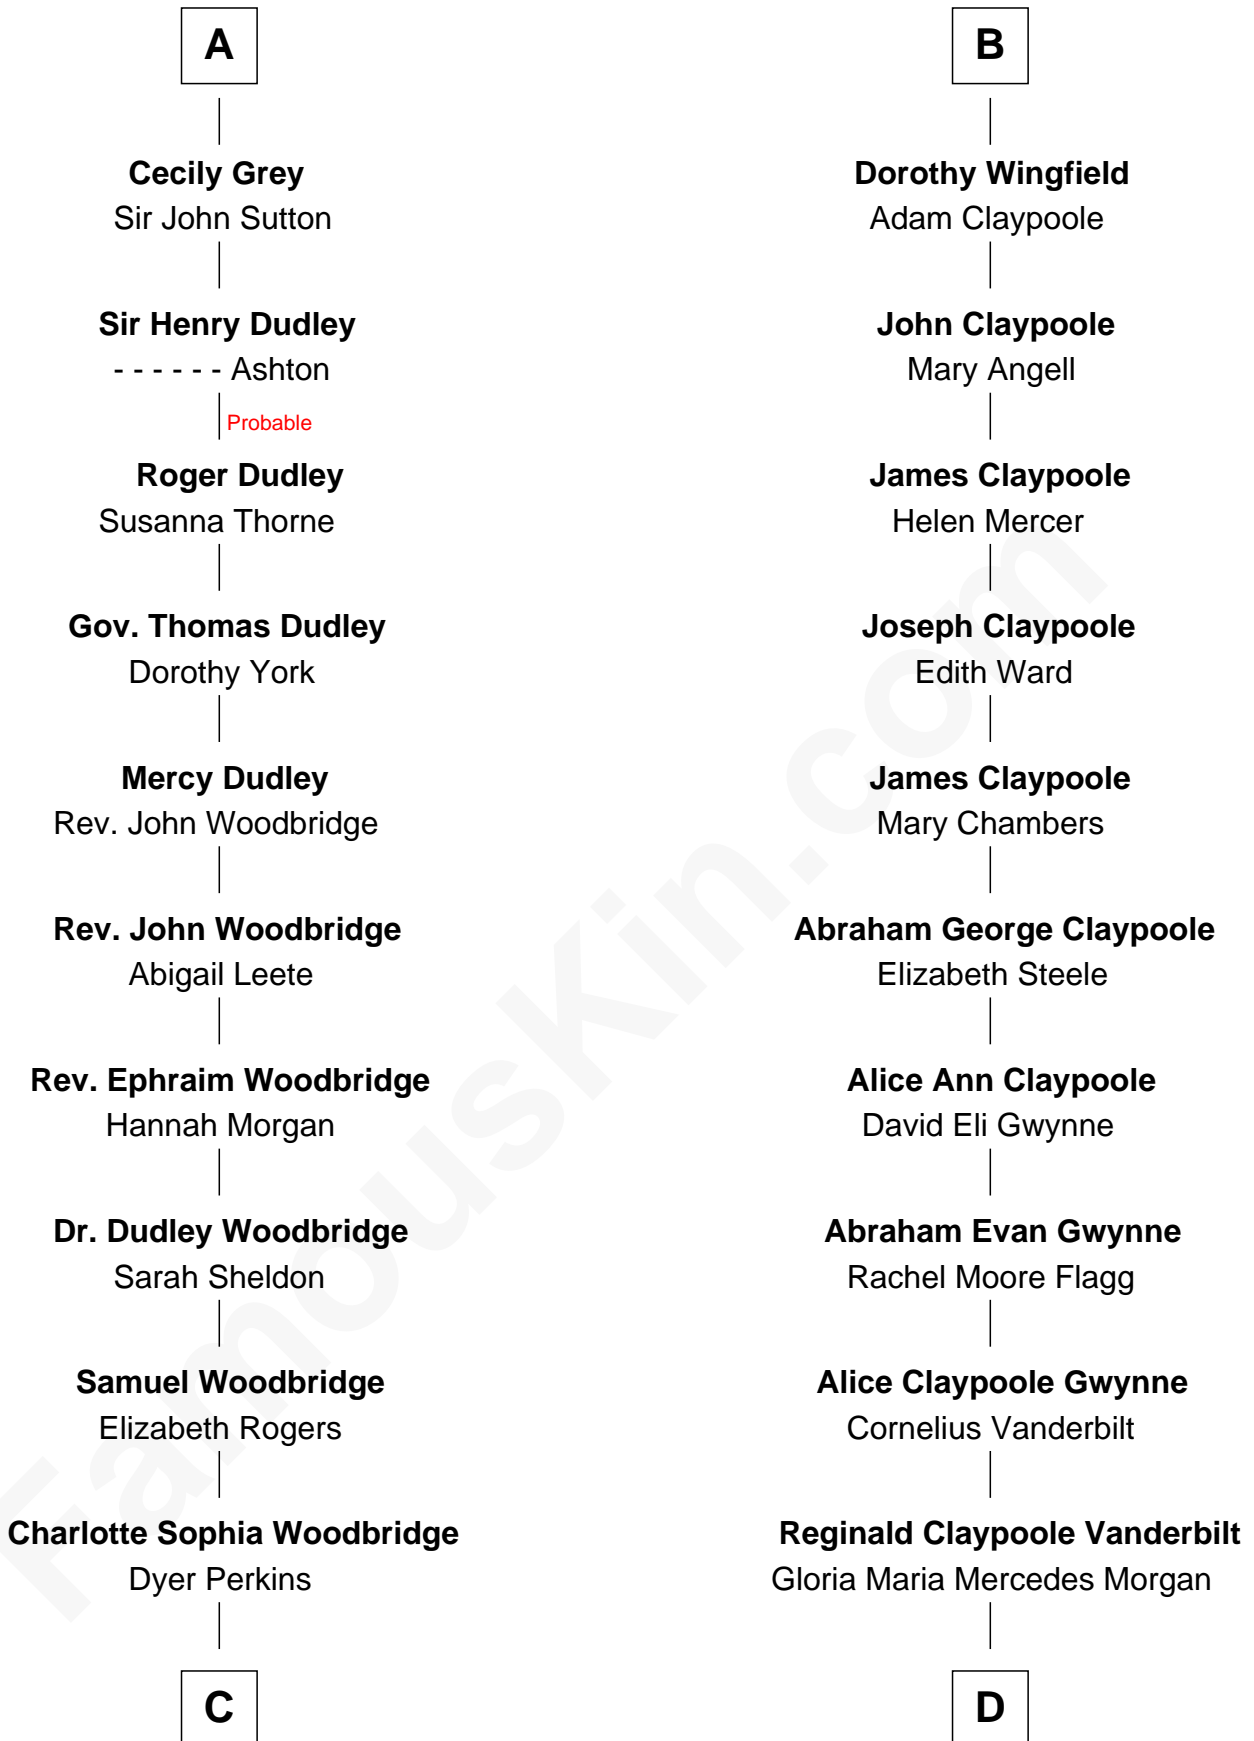 A
Cecily Grey
Sir John Sutton
Sir Henry Dudley
- - - - - - Ashton
Probable
Roger Dudley
Susanna Thorne
Gov. Thomas Dudley
Dorothy York
Mercy Dudley
Rev. John Woodbridge
Rev. John Woodbridge
Abigail Leete
Rev. Ephraim Woodbridge
Hannah Morgan
Dr. Dudley Woodbridge
Sarah Sheldon
Samuel Woodbridge
Elizabeth Rogers
Charlotte Sophia Woodbridge
Dyer Perkins
C
B
Dorothy Wingfield
Adam Claypoole
John Claypoole
Mary Angell
James Claypoole
Helen Mercer
Joseph Claypoole
Edith Ward
James Claypoole
Mary Chambers
Abraham George Claypoole
Elizabeth Steele
Alice Ann Claypoole
David Eli Gwynne
Abraham Evan Gwynne
Rachel Moore Flagg
Alice Claypoole Gwynne
Cornelius Vanderbilt
Reginald Claypoole Vanderbilt
Gloria Maria Mercedes Morgan
D
FamousKin.com